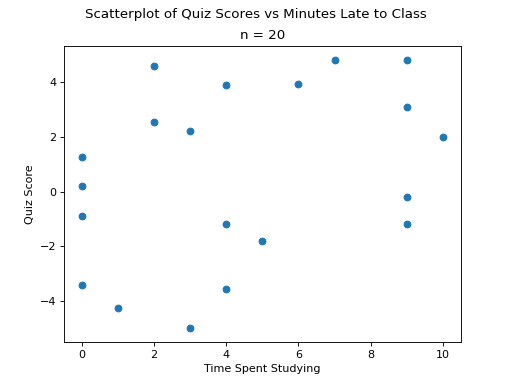 Scatterplot of Quiz Scores vs Minutes Late to Class
n = 20
4
2
0
−2
−4
Quiz Score
0 2 4 6 8 10
Time Spent Studying